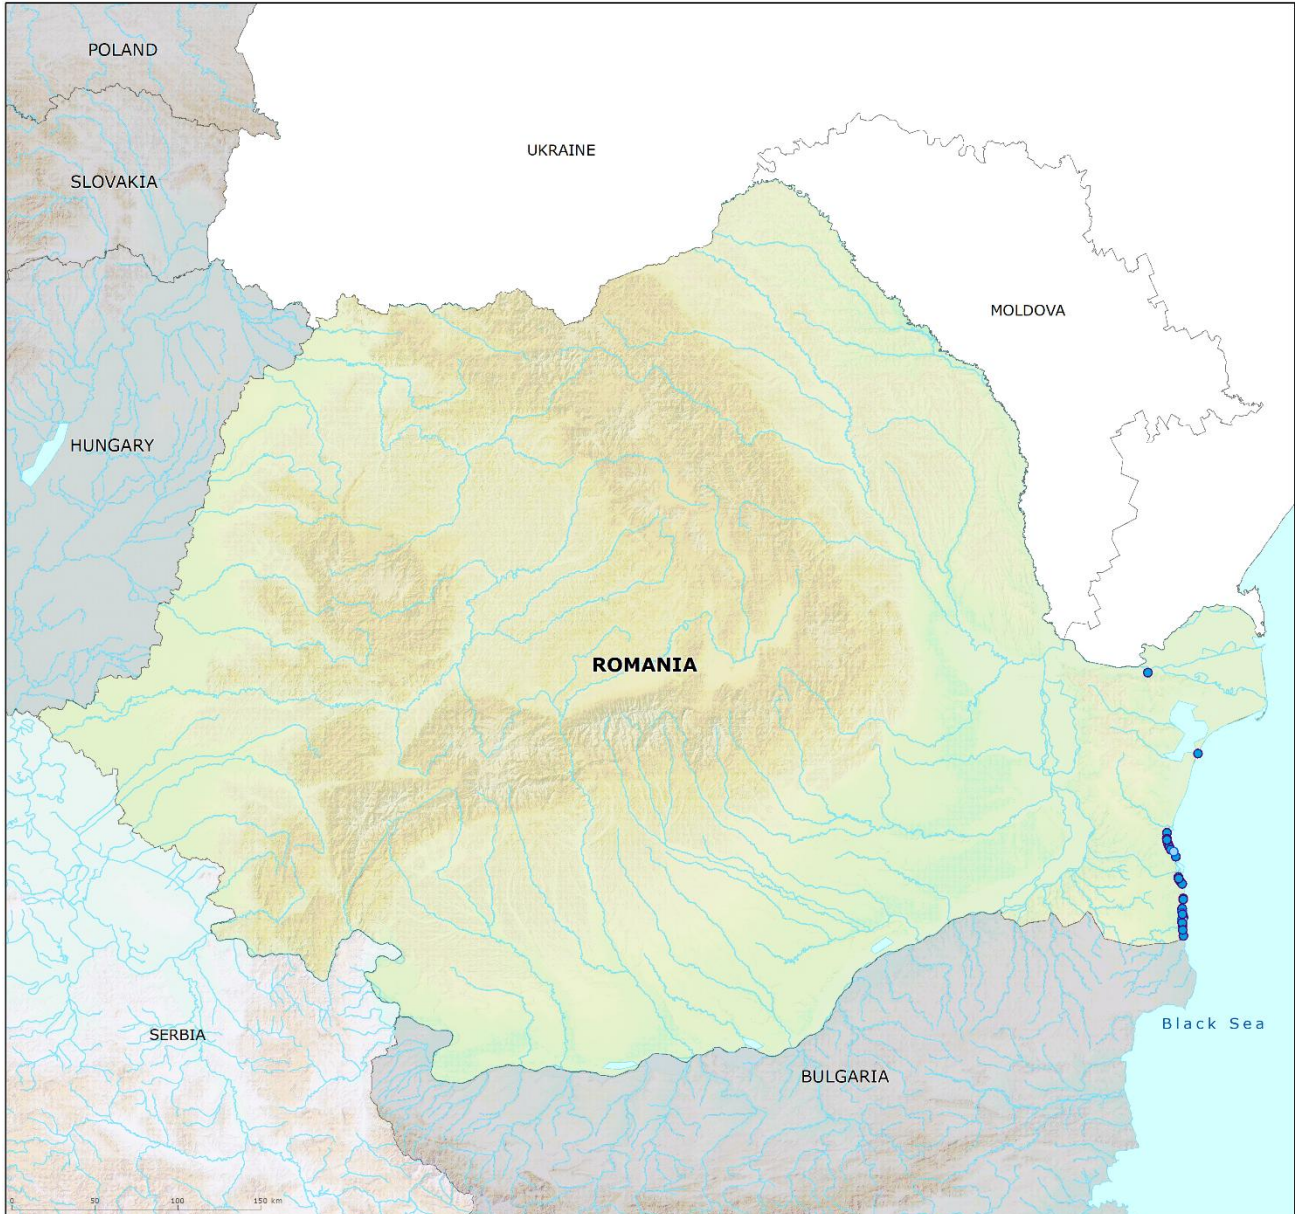 POLAND
UKRAINE
SLOVAKIA
MOLDOVA
HUNGARY
ROMANIA
Black Sea
SERBIA
BULGARIA
0 50 100 150 km